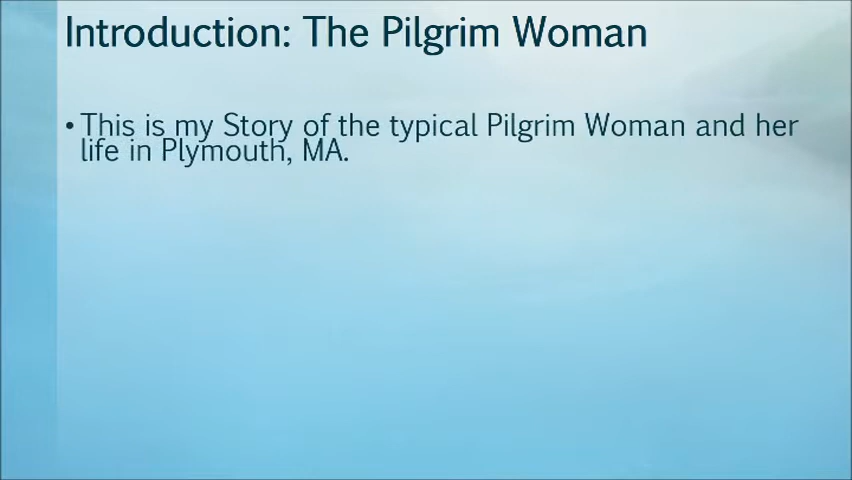 Introduction: The Pilgrim Woman
• This is my Story of the typical Pilgrim Woman and her
life in Plymouth, MA.